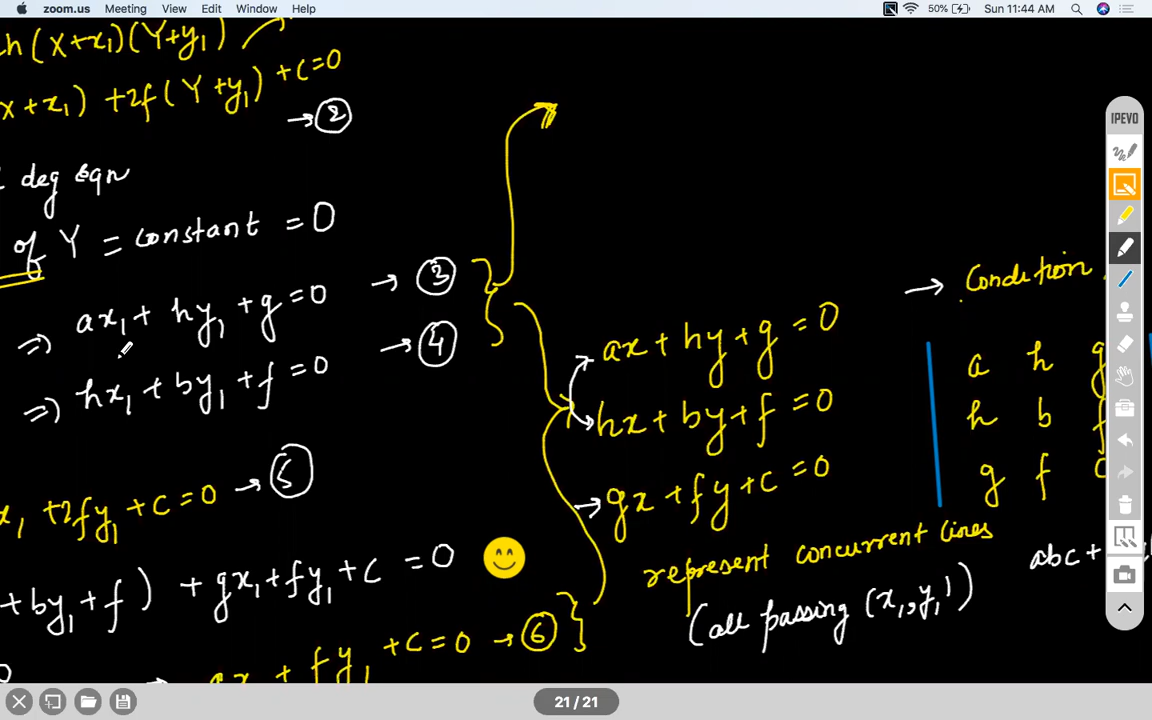 zoom.us Meeting View Edit Window Help 50% Sun 11:44 AM
h(X+x₁)(Y+y₁)
x+x₁) +2f(Y+y₁)+c=0
→ ②
deg eqn
of Y = constant = 0
⇒ ax₁+ hy₁ +g=0 → ③
⇒ hx₁+ by₁ +f=0 → ④
x₁ +2fy₁+c=0 → ⑤
+by₁+f) + gx₁+fy₁+c = 0
+ fy₁ +c=0 → ⑥
ax + hy + g = 0
hx + by + f = 0
→ gx + fy + c = 0
represent concurrent lines
(all passing (x₁,y₁)
→ Condition
a h g
h b f
g f c
abc +
IPEVO
21 / 21